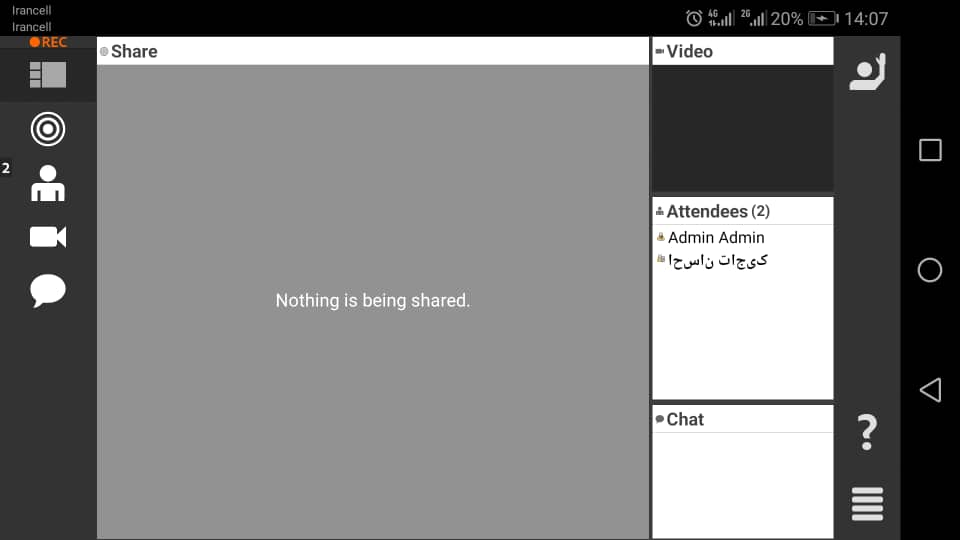 Irancell
Irancell
4G
2G
20%
14:07
REC
Share
Video
2
Attendees (2)
Admin Admin
احسان تاجیک
Nothing is being shared.
Chat
?